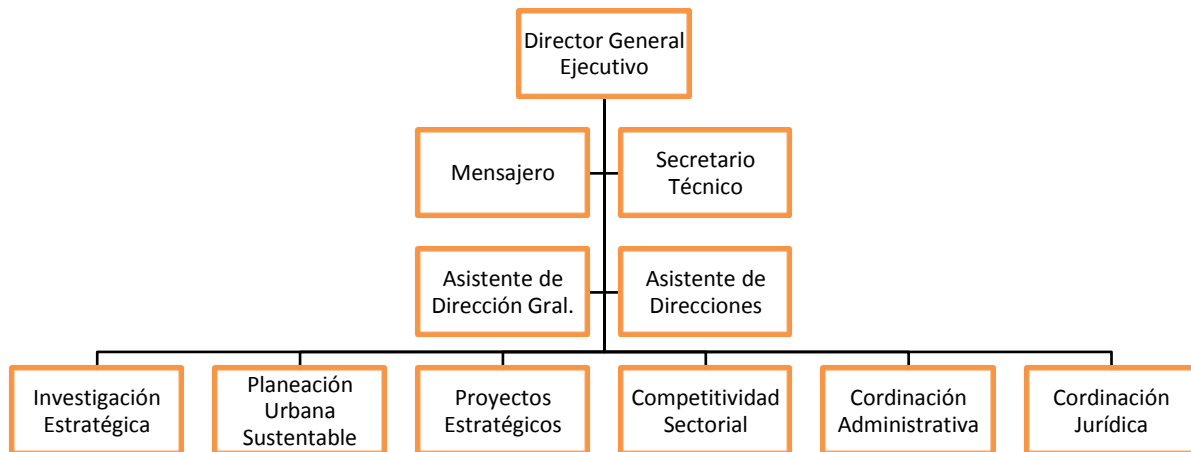 Director General
Ejecutivo
Mensajero
Secretario
Técnico
Asistente de
Dirección Gral.
Asistente de
Direcciones
Investigación
Estratégica
Planeación
Urbana
Sustentable
Proyectos
Estratégicos
Competitividad
Sectorial
Cordinación
Administrativa
Cordinación
Jurídica